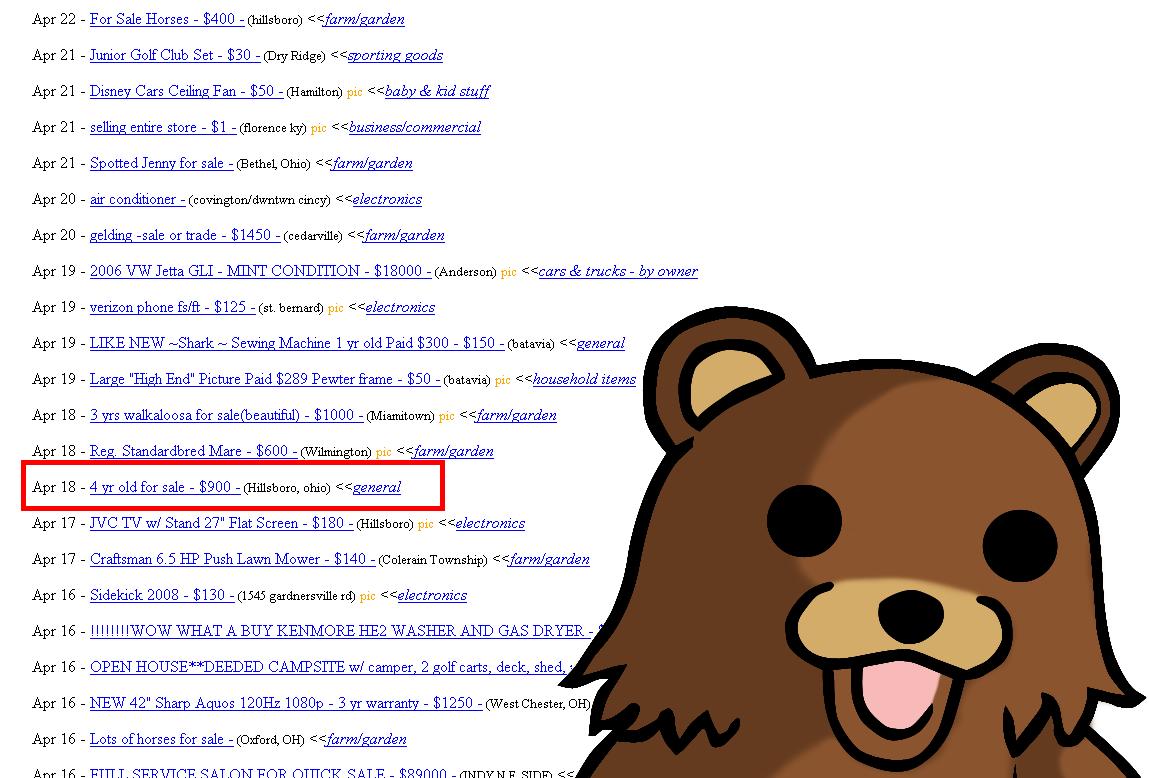 Apr 22 - For Sale Horses - $400 - (hillsboro) <<farm/garden
Apr 21 - Junior Golf Club Set - $30 - (Dry Ridge) <<sporting goods
Apr 21 - Disney Cars Ceiling Fan - $50 - (Hamilton) pic <<baby & kid stuff
Apr 21 - selling entire store - $1 - (florence ky) pic <<business/commercial
Apr 21 - Spotted Jenny for sale - (Bethel, Ohio) <<farm/garden
Apr 20 - air conditioner - (covington/dwntwn cincy) <<electronics
Apr 20 - gelding -sale or trade - $1450 - (cedarville) <<farm/garden
Apr 19 - 2006 VW Jetta GLI - MINT CONDITION - $18000 - (Anderson) pic <<cars & trucks - by owner
Apr 19 - verizon phone fs/ft - $125 - (st. bernard) pic <<electronics
Apr 19 - LIKE NEW ~Shark ~ Sewing Machine 1 yr old Paid $300 - $150 - (batavia) <<general
Apr 19 - Large "High End" Picture Paid $289 Pewter frame - $50 - (batavia) pic <<household items
Apr 18 - 3 yrs walkaloosa for sale(beautiful) - $1000 - (Miamitown) pic <<farm/garden
Apr 18 - Reg. Standardbred Mare - $600 - (Wilmington) pic <<farm/garden
Apr 18 - 4 yr old for sale - $900 - (Hillsboro, ohio) <<general
Apr 17 - JVC TV w/ Stand 27" Flat Screen - $180 - (Hillsboro) pic <<electronics
Apr 17 - Craftsman 6.5 HP Push Lawn Mower - $140 - (Colerain Township) <<farm/garden
Apr 16 - Sidekick 2008 - $130 - (1545 gardnersville rd) pic <<electronics
Apr 16 - !!!!!!!!WOW WHAT A BUY KENMORE HE2 WASHER AND GAS DRYER -
Apr 16 - OPEN HOUSE**DEEDED CAMPSITE w/ camper, 2 golf carts, deck, shed,
Apr 16 - NEW 42" Sharp Aquos 120Hz 1080p - 3 yr warranty - $1250 - (West Chester, OH)
Apr 16 - Lots of horses for sale - (Oxford, OH) <<farm/garden
Apr 16 - FULL SERVICE SALON FOR QUICK SALE - $89000 - (INDY N.E. SIDE) <<